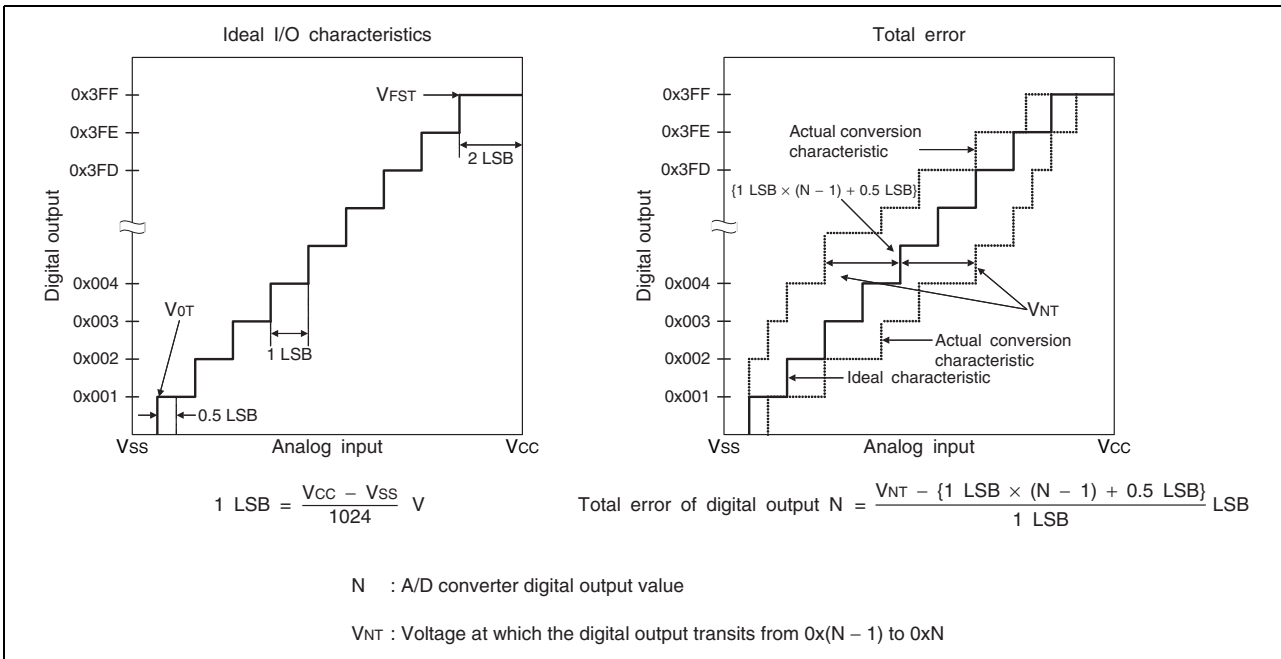 Ideal I/O characteristics
Digital output
0x3FF
0x3FE
0x3FD
0x004
0x003
0x002
0x001
VFST
2 LSB
V0T
1 LSB
0.5 LSB
VSS
Analog input
VCC
1 LSB = VCC − VSS / 1024 V
Total error
Digital output
0x3FF
0x3FE
0x3FD
0x004
0x003
0x002
0x001
Actual conversion
characteristic
{1 LSB × (N − 1) + 0.5 LSB}
VNT
Actual conversion
characteristic
Ideal characteristic
VSS
Analog input
VCC
Total error of digital output N = VNT − {1 LSB × (N − 1) + 0.5 LSB} / 1 LSB LSB
N : A/D converter digital output value
VNT : Voltage at which the digital output transits from 0x(N − 1) to 0xN